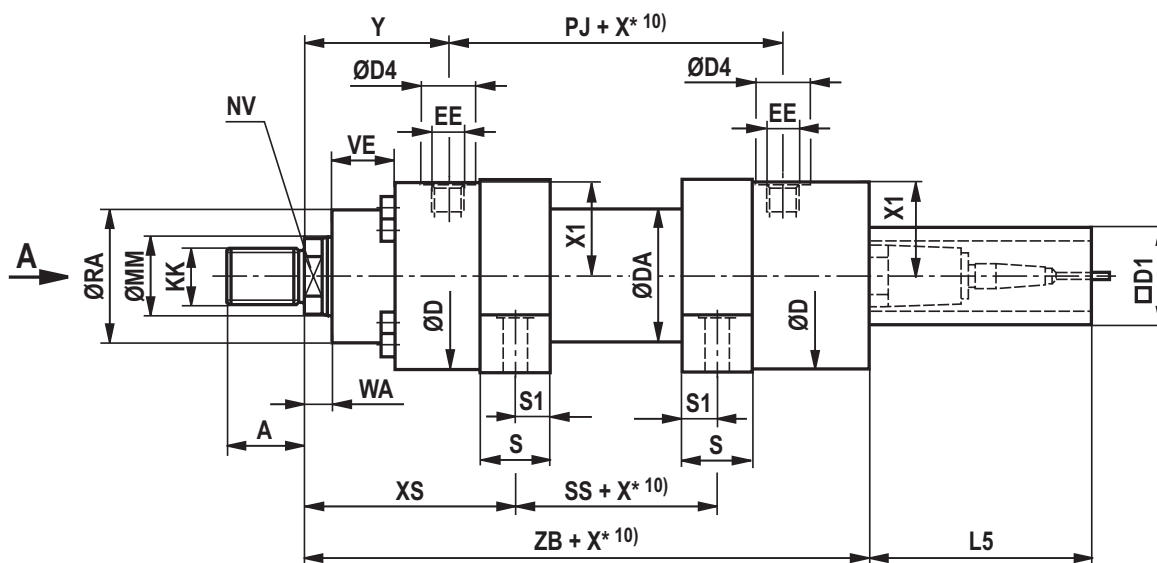 Y
PJ + X* 10)
ØD4
ØD4
NV
EE
EE
VE
X1
X1
A
ØRA
ØMM
KK
ØD
ØDA
ØD
□D1
WA
S1
S1
A
S
S
XS
SS + X* 10)
ZB + X* 10)
L5